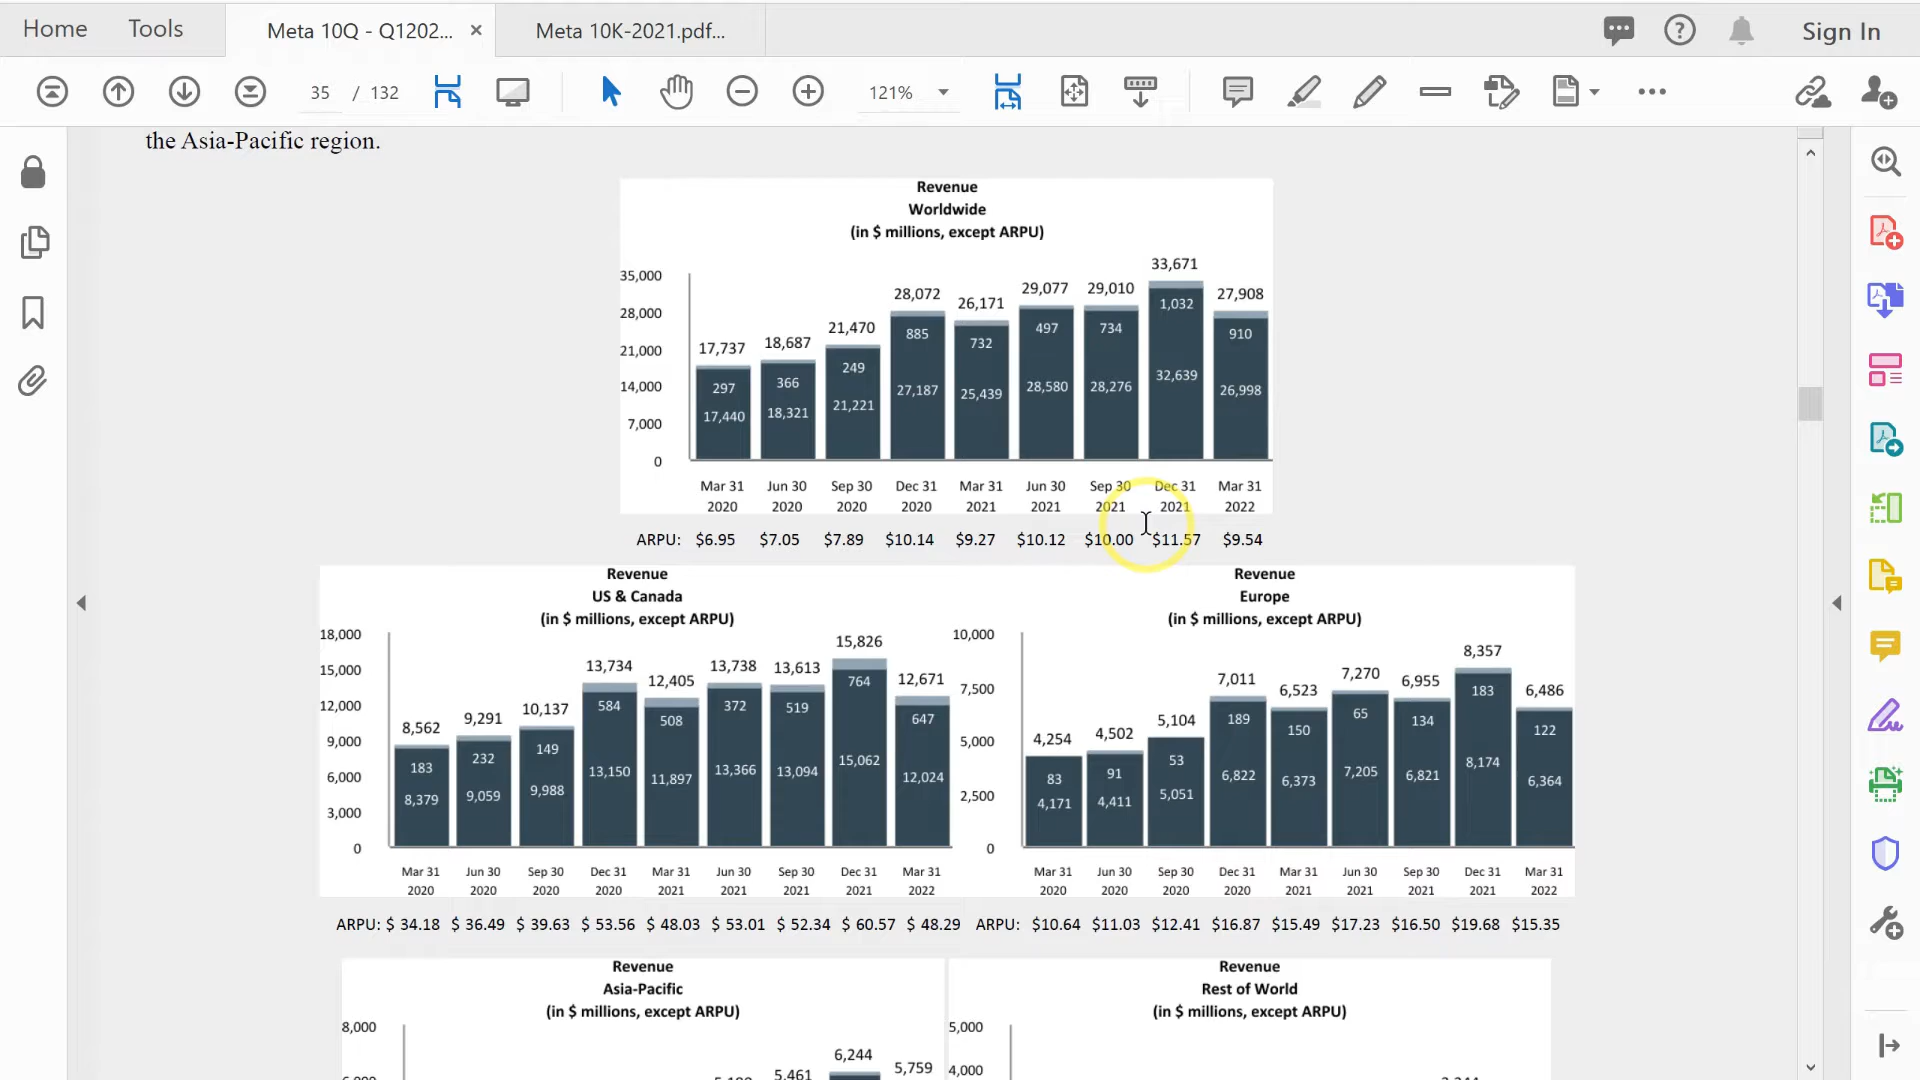 Home Tools Meta 10Q - Q1202... × Meta 10K-2021.pdf... Sign In
35 / 132 121%
the Asia-Pacific region.
Revenue
Worldwide
(in $ millions, except ARPU)
35,000
28,000
21,000
14,000
7,000
0
17,737 18,687 21,470 28,072 26,171 29,077 29,010 33,671 27,908
297 366 249 885 732 497 734 1,032 910
17,440 18,321 21,221 27,187 25,439 28,580 28,276 32,639 26,998
Mar 31 Jun 30 Sep 30 Dec 31 Mar 31 Jun 30 Sep 30 Dec 31 Mar 31
2020 2020 2020 2020 2021 2021 2021 2021 2022
ARPU: $6.95 $7.05 $7.89 $10.14 $9.27 $10.12 $10.00 $11.57 $9.54
Revenue
US & Canada
(in $ millions, except ARPU)
18,000
15,000
12,000
9,000
6,000
3,000
0
8,562 9,291 10,137 13,734 12,405 13,738 13,613 15,826 12,671
183 232 149 584 508 372 519 764 647
8,379 9,059 9,988 13,150 11,897 13,366 13,094 15,062 12,024
Mar 31 Jun 30 Sep 30 Dec 31 Mar 31 Jun 30 Sep 30 Dec 31 Mar 31
2020 2020 2020 2020 2021 2021 2021 2021 2022
ARPU: $ 34.18 $ 36.49 $ 39.63 $ 53.56 $ 48.03 $ 53.01 $ 52.34 $ 60.57 $ 48.29
Revenue
Europe
(in $ millions, except ARPU)
10,000
7,500
5,000
2,500
0
4,254 4,502 5,104 7,011 6,523 7,270 6,955 8,357 6,486
83 91 53 189 150 65 134 183 122
4,171 4,411 5,051 6,822 6,373 7,205 6,821 8,174 6,364
Mar 31 Jun 30 Sep 30 Dec 31 Mar 31 Jun 30 Sep 30 Dec 31 Mar 31
2020 2020 2020 2020 2021 2021 2021 2021 2022
ARPU: $10.64 $11.03 $12.41 $16.87 $15.49 $17.23 $16.50 $19.68 $15.35
Revenue
Asia-Pacific
(in $ millions, except ARPU)
8,000
5,461 6,244 5,759
Revenue
Rest of World
(in $ millions, except ARPU)
5,000
4,000